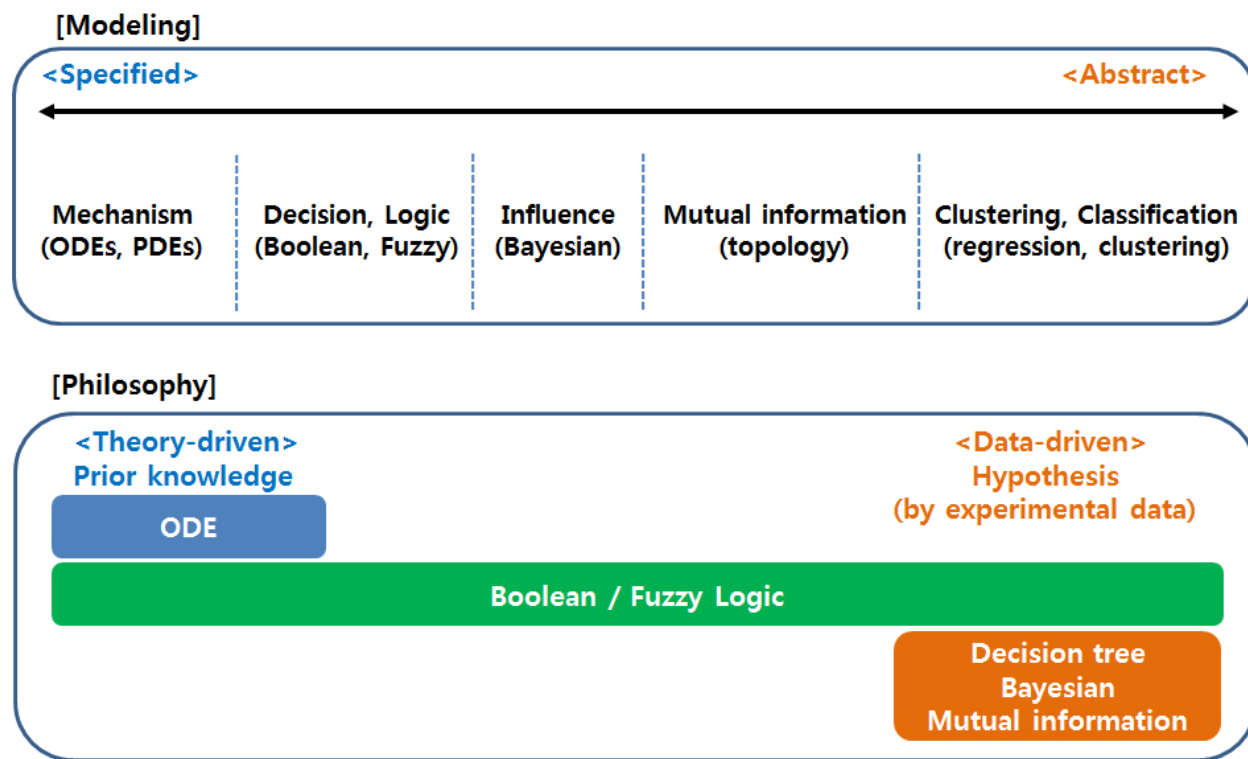 [Modeling]
<Specified>
<Abstract>
Mechanism
(ODEs, PDEs)
Decision, Logic
(Boolean, Fuzzy)
Influence
(Bayesian)
Mutual information
(topology)
Clustering, Classification
(regression, clustering)
[Philosophy]
<Theory-driven>
Prior knowledge
<Data-driven>
Hypothesis
(by experimental data)
ODE
Boolean / Fuzzy Logic
Decision tree
Bayesian
Mutual information